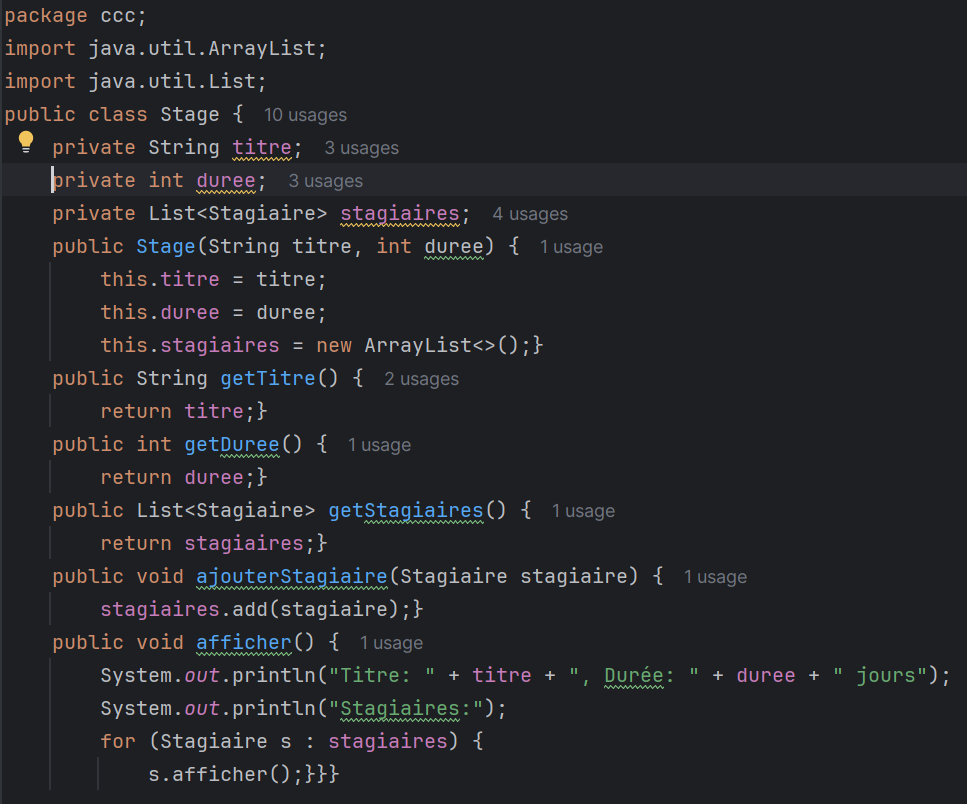 package ccc;
import java.util.ArrayList;
import java.util.List;
public class Stage {  10 usages
    private String titre;  3 usages
    private int duree;  3 usages
    private List<Stagiaire> stagiaires;  4 usages
    public Stage(String titre, int duree) {  1 usage
        this.titre = titre;
        this.duree = duree;
        this.stagiaires = new ArrayList<>();}
    public String getTitre() {  2 usages
        return titre;}
    public int getDuree() {  1 usage
        return duree;}
    public List<Stagiaire> getStagiaires() {  1 usage
        return stagiaires;}
    public void ajouterStagiaire(Stagiaire stagiaire) {  1 usage
        stagiaires.add(stagiaire);}
    public void afficher() {  1 usage
        System.out.println("Titre: " + titre + ", Durée: " + duree + " jours");
        System.out.println("Stagiaires:");
        for (Stagiaire s : stagiaires) {
            s.afficher();}}}